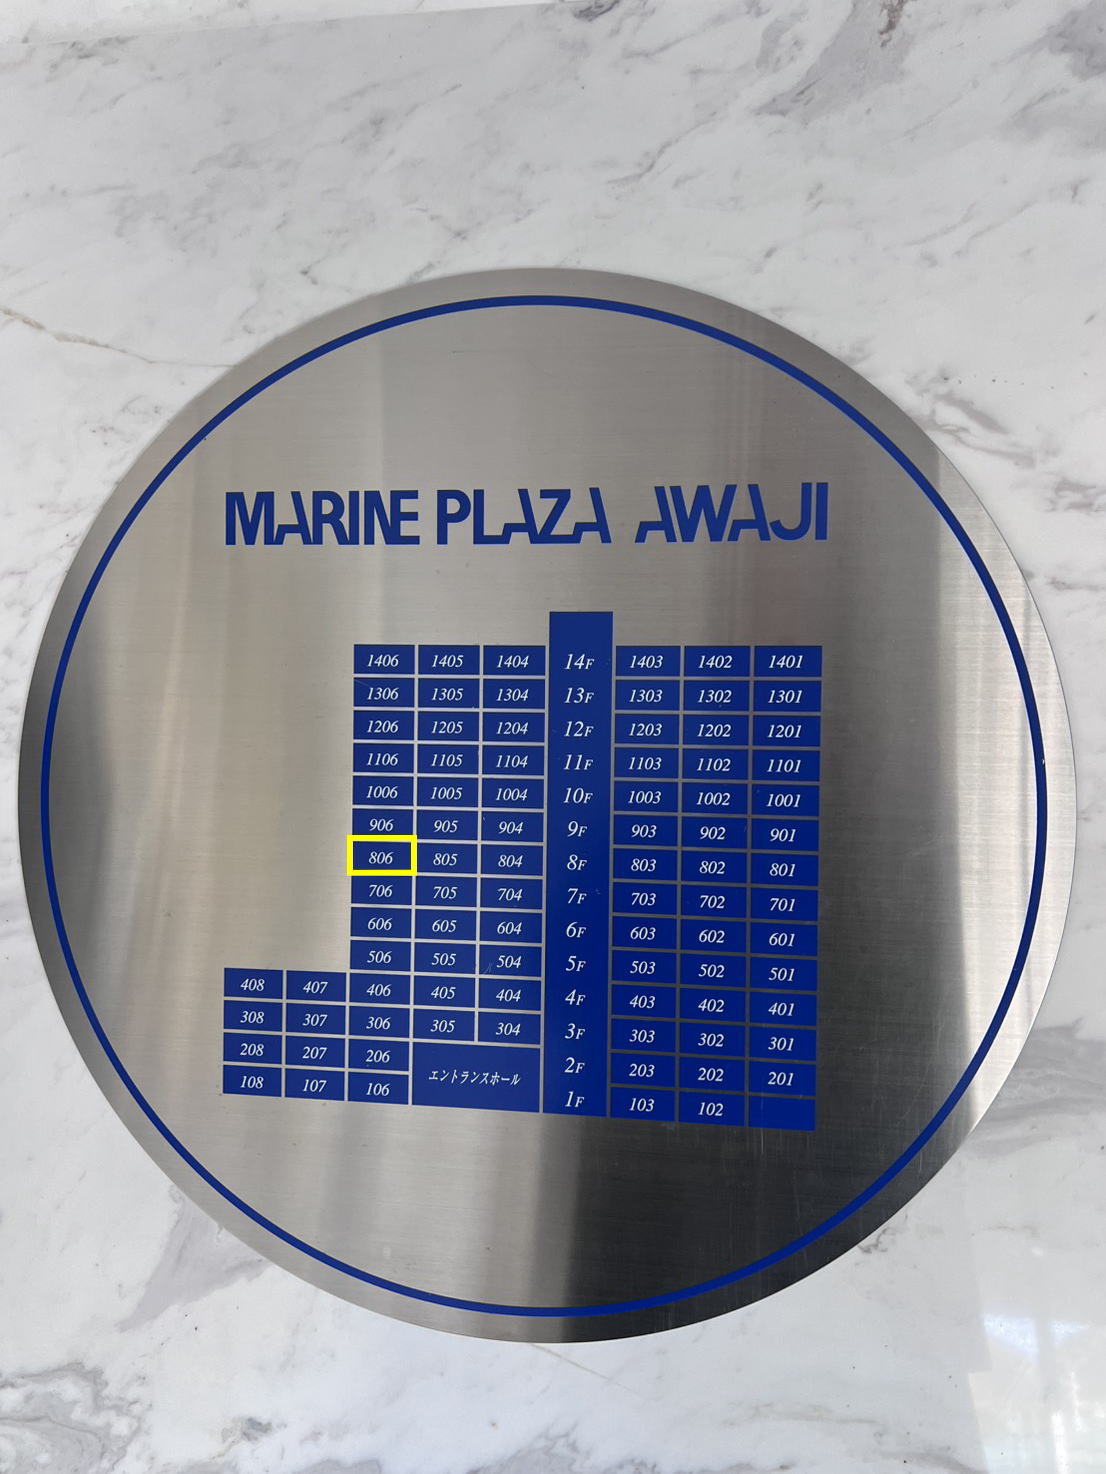 MARINE PLAZA AWAJI
1406 1405 1404 14F 1403 1402 1401
1306 1305 1304 13F 1303 1302 1301
1206 1205 1204 12F 1203 1202 1201
1106 1105 1104 11F 1103 1102 1101
1006 1005 1004 10F 1003 1002 1001
906 905 904 9F 903 902 901
806 805 804 8F 803 802 801
706 705 704 7F 703 702 701
606 605 604 6F 603 602 601
506 505 504 5F 503 502 501
408 407 406 405 404 4F 403 402 401
308 307 306 305 304 3F 303 302 301
208 207 206 2F 203 202 201
エントランスホール
108 107 106 1F 103 102